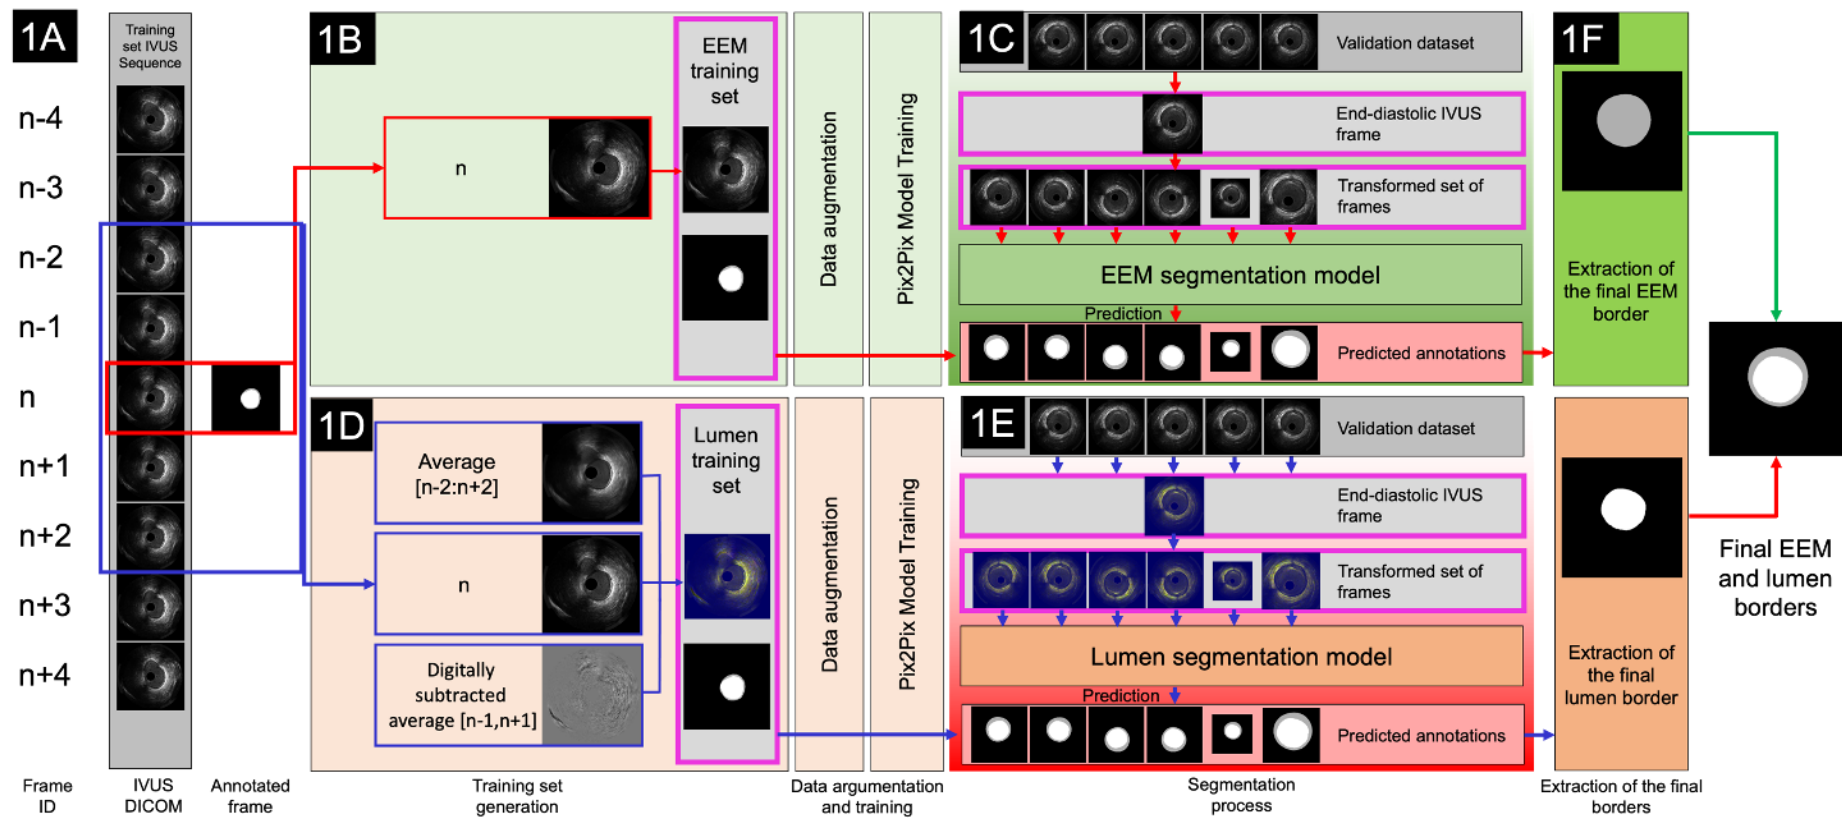 1A
Training
set IVUS
Sequence
n-4
n-3
n-2
n-1
n
n+1
n+2
n+3
n+4
Frame
ID
IVUS
DICOM
Annotated
frame
1B
n
EEM
training
set
Data augmentation
Pix2Pix Model Training
1C
Validation dataset
End-diastolic IVUS
frame
Transformed set of
frames
EEM segmentation model
Prediction
Predicted annotations
1D
Average
[n-2:n+2]
n
Digitally
subtracted
average [n-1,n+1]
Lumen
training
set
Data augmentation
Pix2Pix Model Training
1E
Validation dataset
End-diastolic IVUS
frame
Transformed set of
frames
Lumen segmentation model
Prediction
Predicted annotations
1F
Extraction of
the final EEM
border
Extraction of
the final
lumen border
Final EEM
and lumen
borders
Training set
generation
Data argumentation
and training
Segmentation
process
Extraction of the final
borders